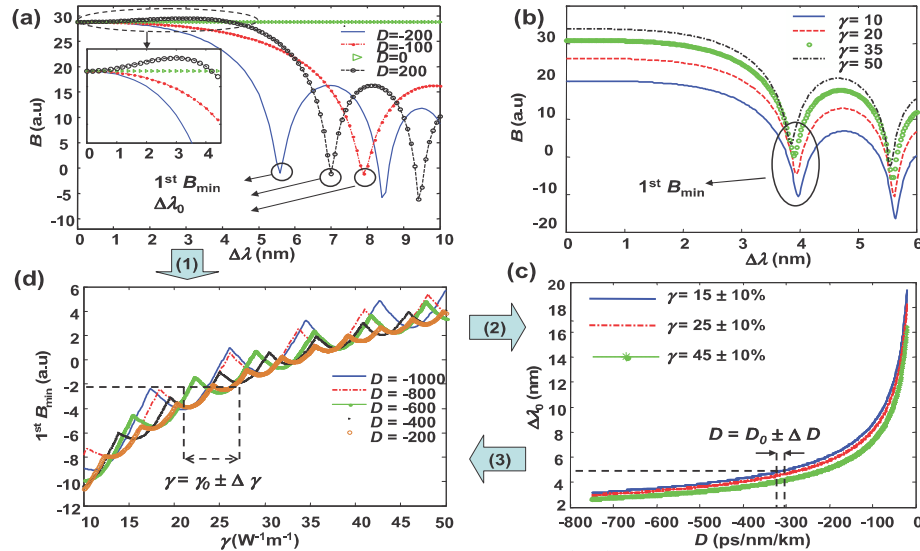 (a)
B (a.u)
30
25
20
15
10
5
0
-5
-10
D=-200
D=-100
D=0
D=200
0 1 2 3 4
1st Bmin
Δλ0
0 1 2 3 4 5 6 7 8 9 10
Δλ (nm)
(b)
B (a.u)
30
20
10
0
-10
-20
γ = 10
γ = 20
γ = 35
γ = 50
1st Bmin
0 1 2 3 4 5 6
Δλ (nm)
(1)
(d)
1st Bmin (a.u)
6
4
2
0
-2
-4
-6
-8
-10
-12
D = -1000
D = -800
D = -600
D = -400
D = -200
γ = γ0 ± Δ γ
10 15 20 25 30 35 40 45 50
γ(W-1m-1)
(2)
(3)
(c)
Δλ0 (nm)
20
18
16
14
12
10
8
6
4
2
γ = 15 ± 10%
γ = 25 ± 10%
γ = 45 ± 10%
D = D0 ± Δ D
-800 -700 -600 -500 -400 -300 -200 -100 0
D (ps/nm/km)